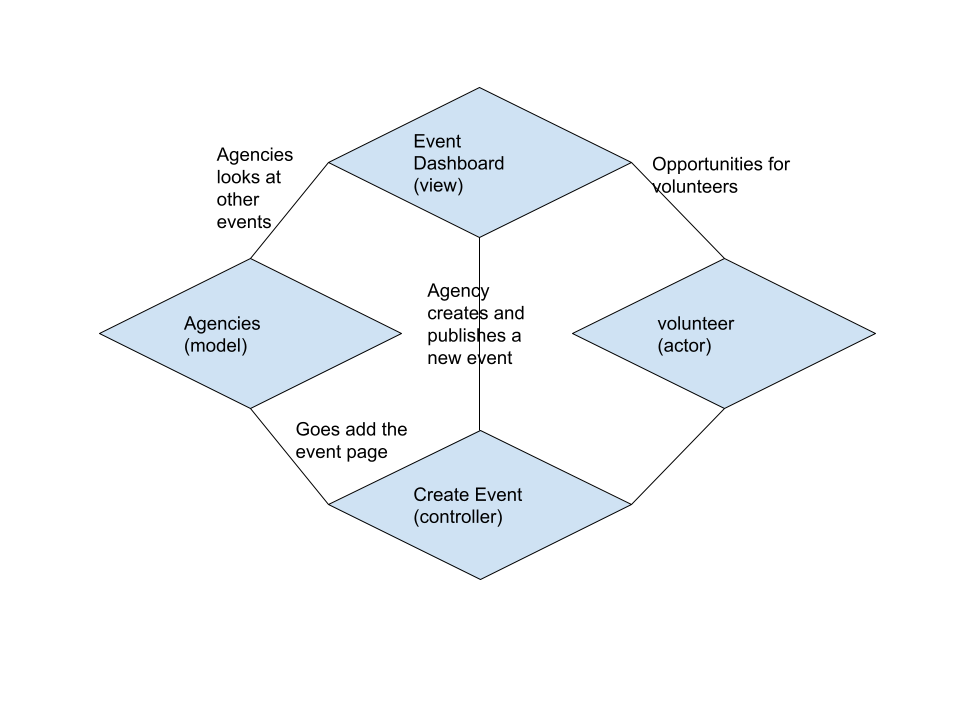 Event
Dashboard
(view)
Agencies
looks at
other
events
Opportunities for
volunteers
Agency
creates and
publishes a
new event
Agencies
(model)
volunteer
(actor)
Goes add the
event page
Create Event
(controller)